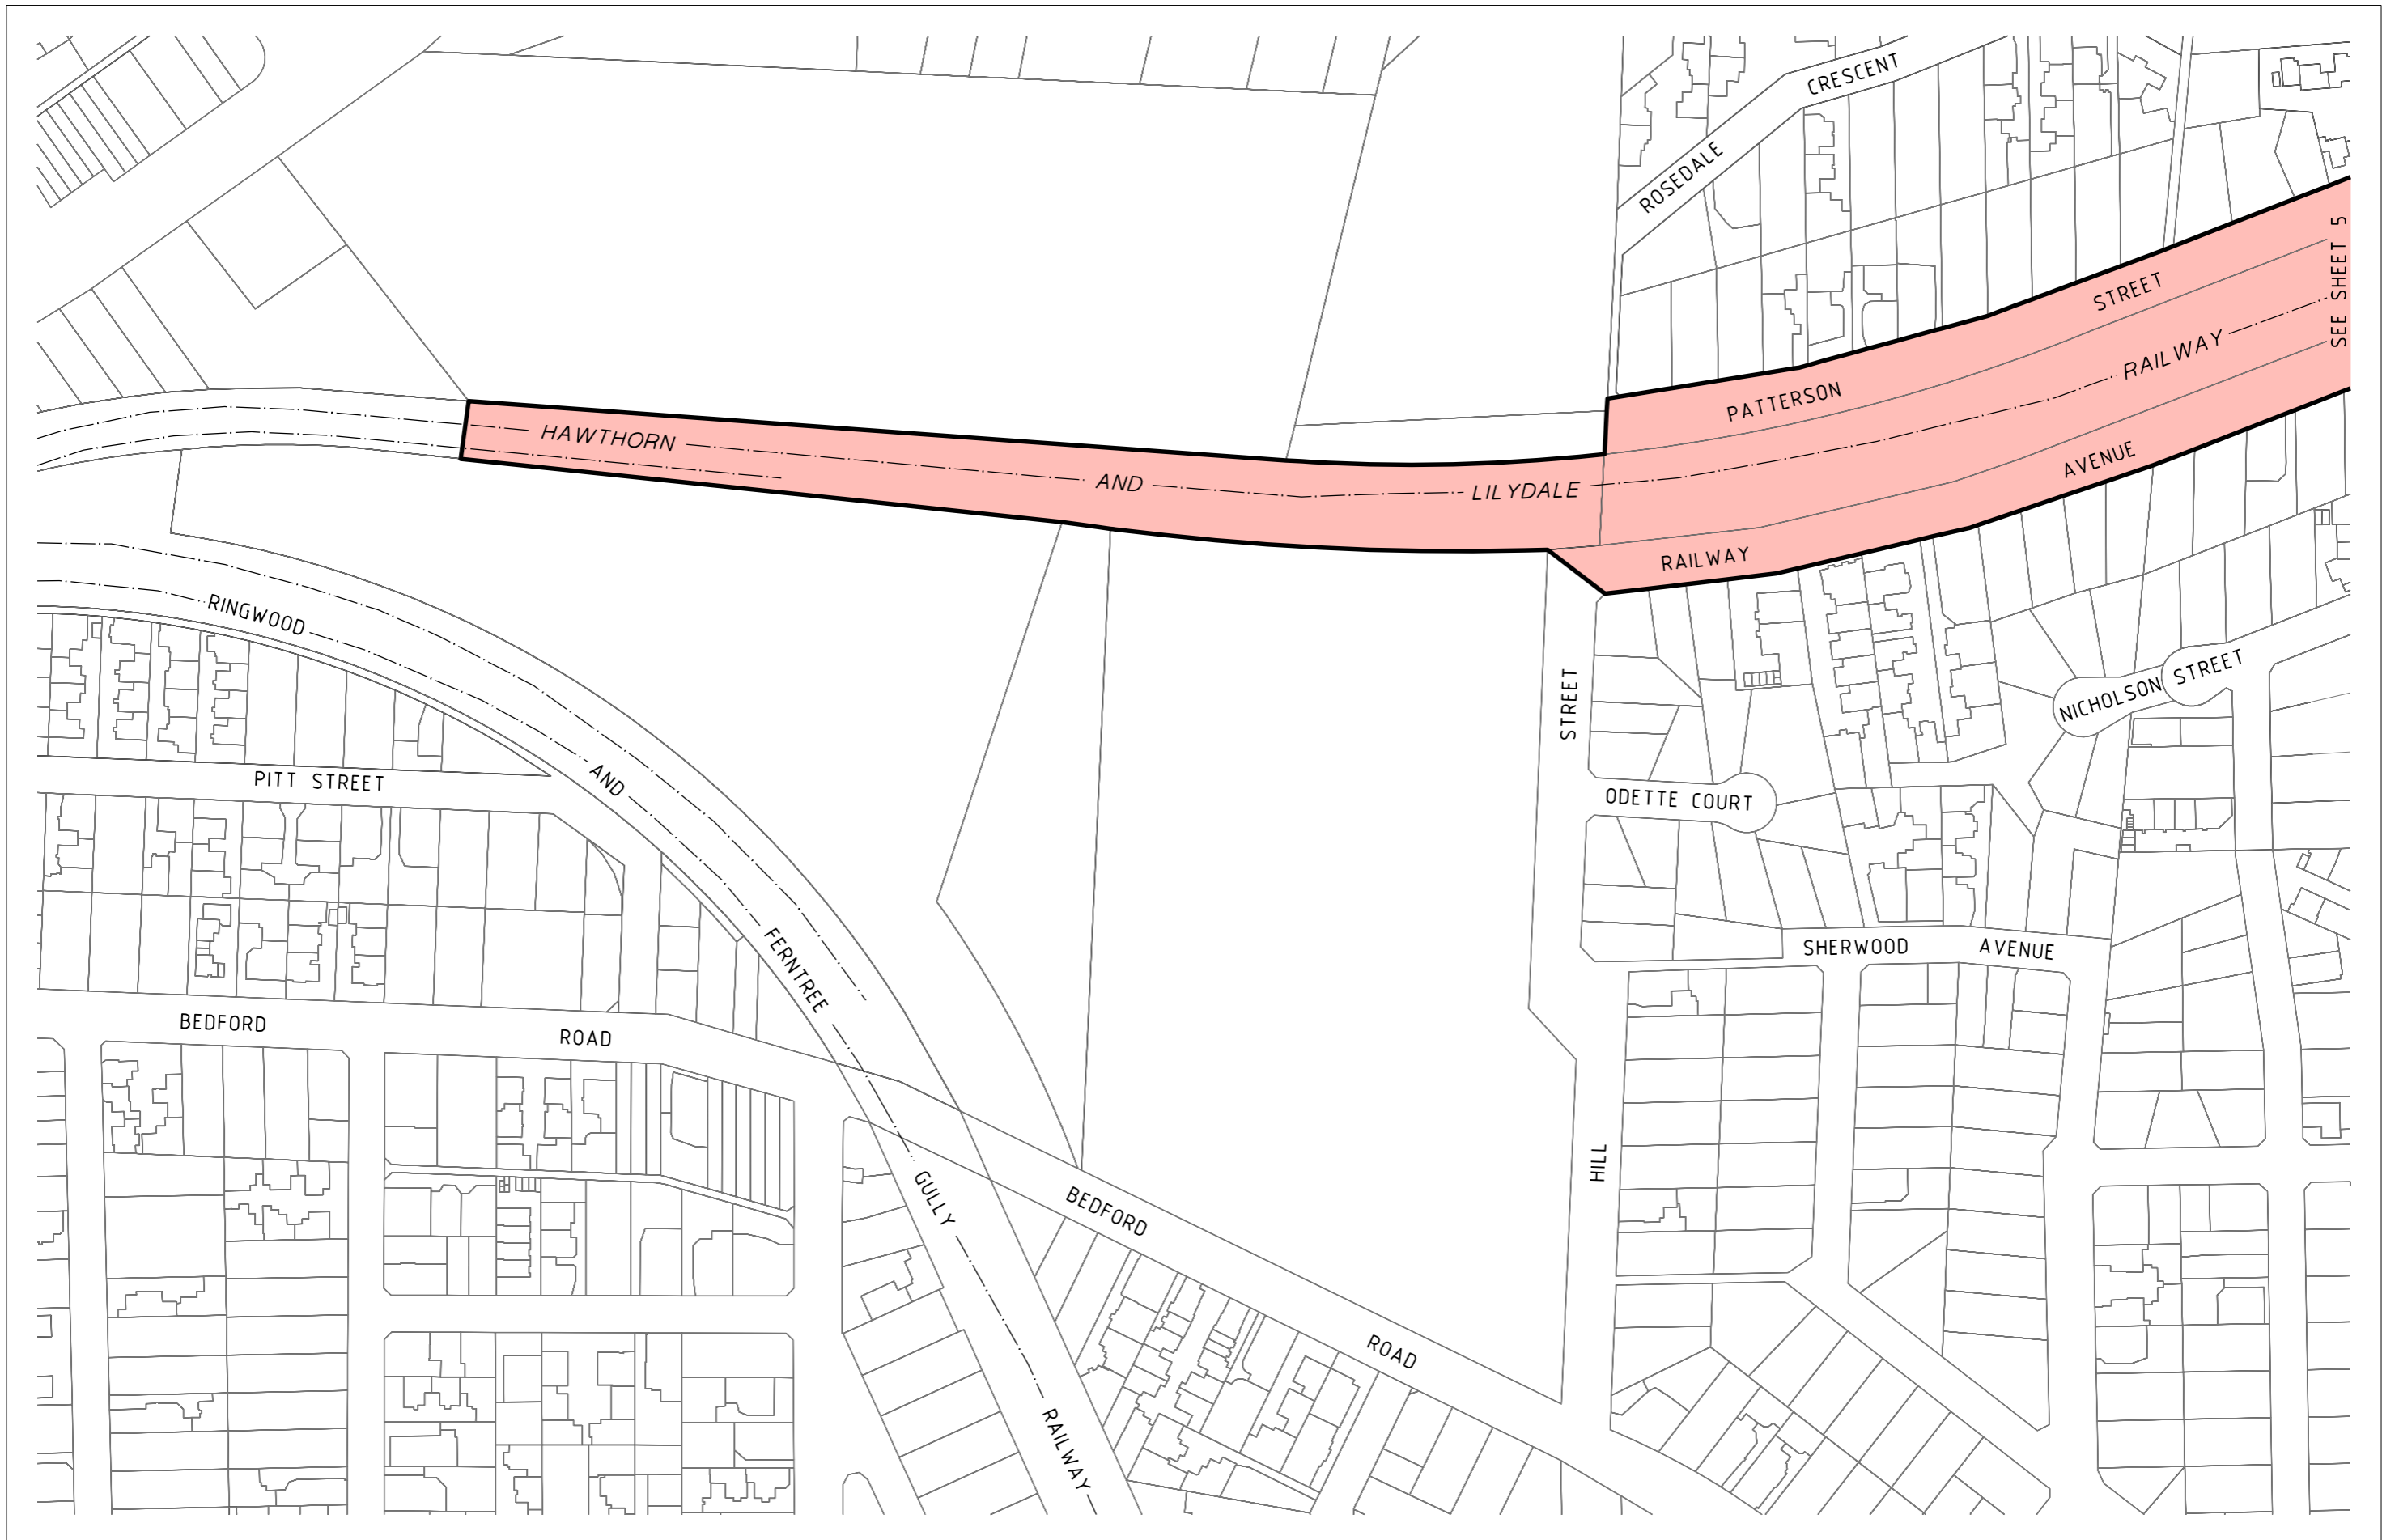 CRESCENT
ROSEDALE
SEE SHEET 5
STREET
RAILWAY
PATTERSON
HAWTHORN
AND
LILYDALE
AVENUE
RAILWAY
RINGWOOD
STREET
NICHOLSON
STREET
AND
PITT STREET
ODETTE COURT
FERNTREE
SHERWOOD AVENUE
BEDFORD
ROAD
HILL
GULLY
BEDFORD
ROAD
RAILWAY